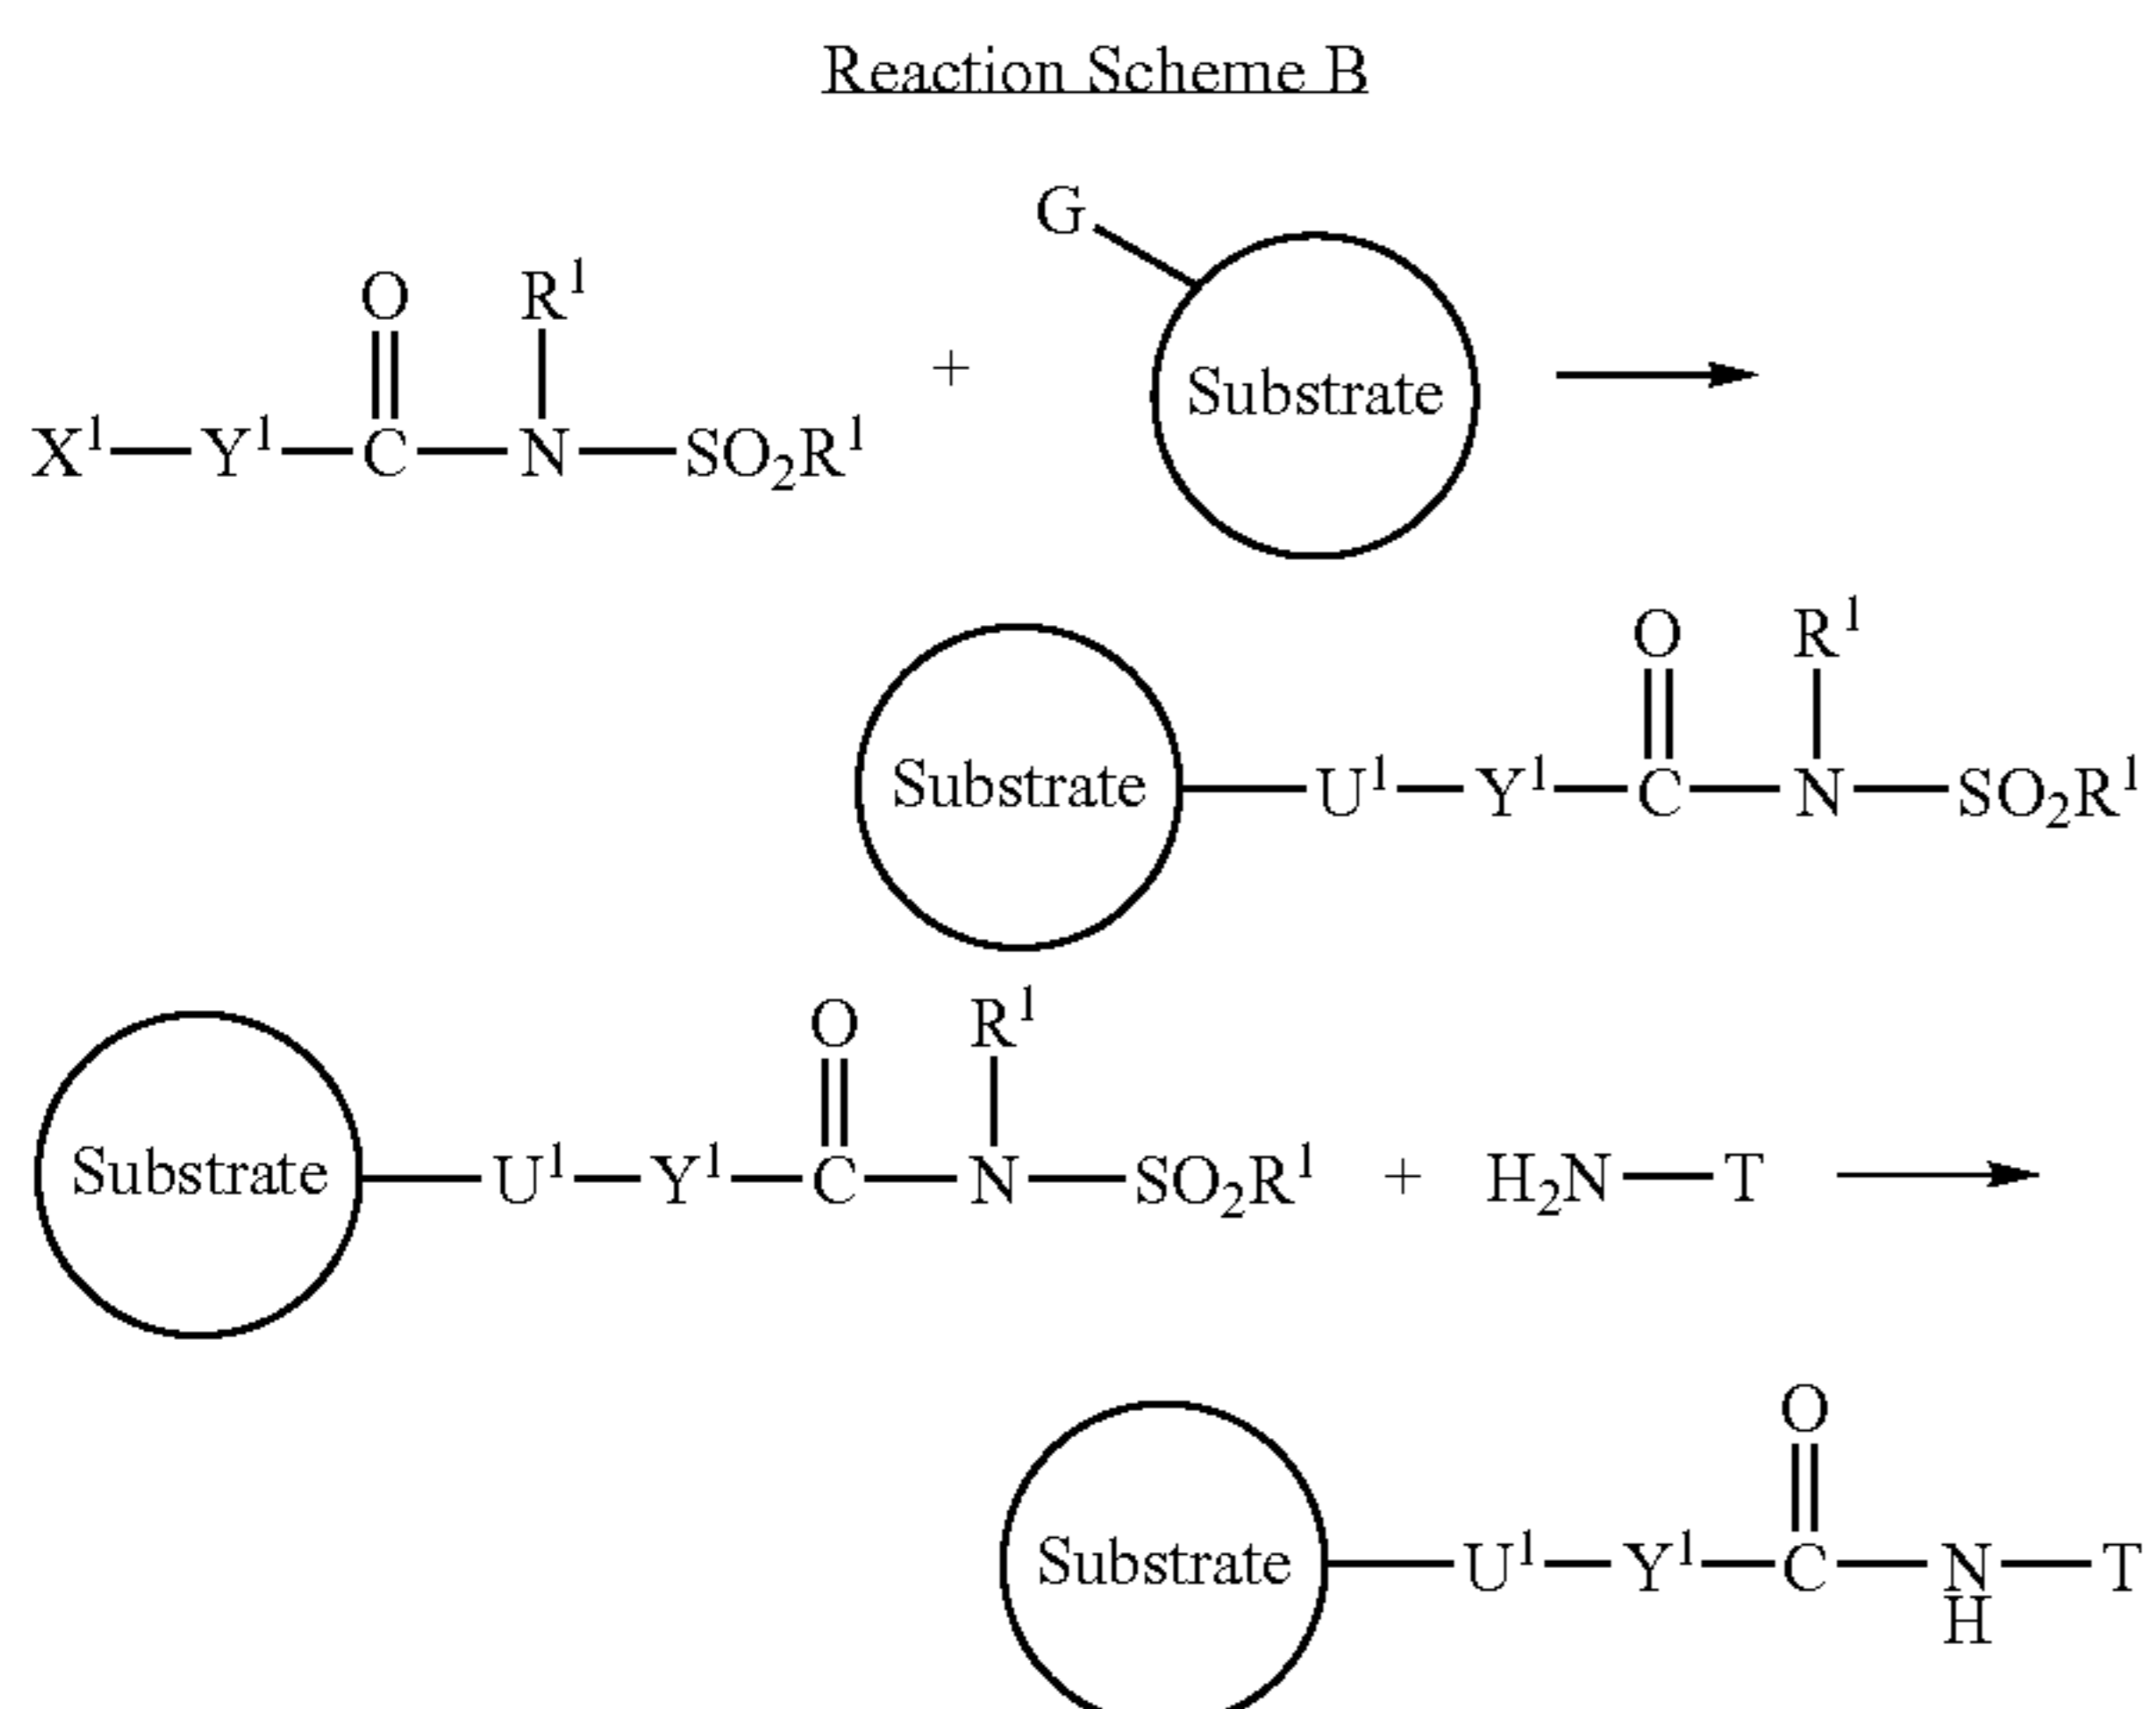 Reaction Scheme B
G
O R¹
X¹—Y¹—C—N—SO₂R¹ + Substrate
O R¹
Substrate—U¹—Y¹—C—N—SO₂R¹
O R¹
Substrate—U¹—Y¹—C—N—SO₂R¹ + H₂N—T
O
Substrate—U¹—Y¹—C—N—T
H